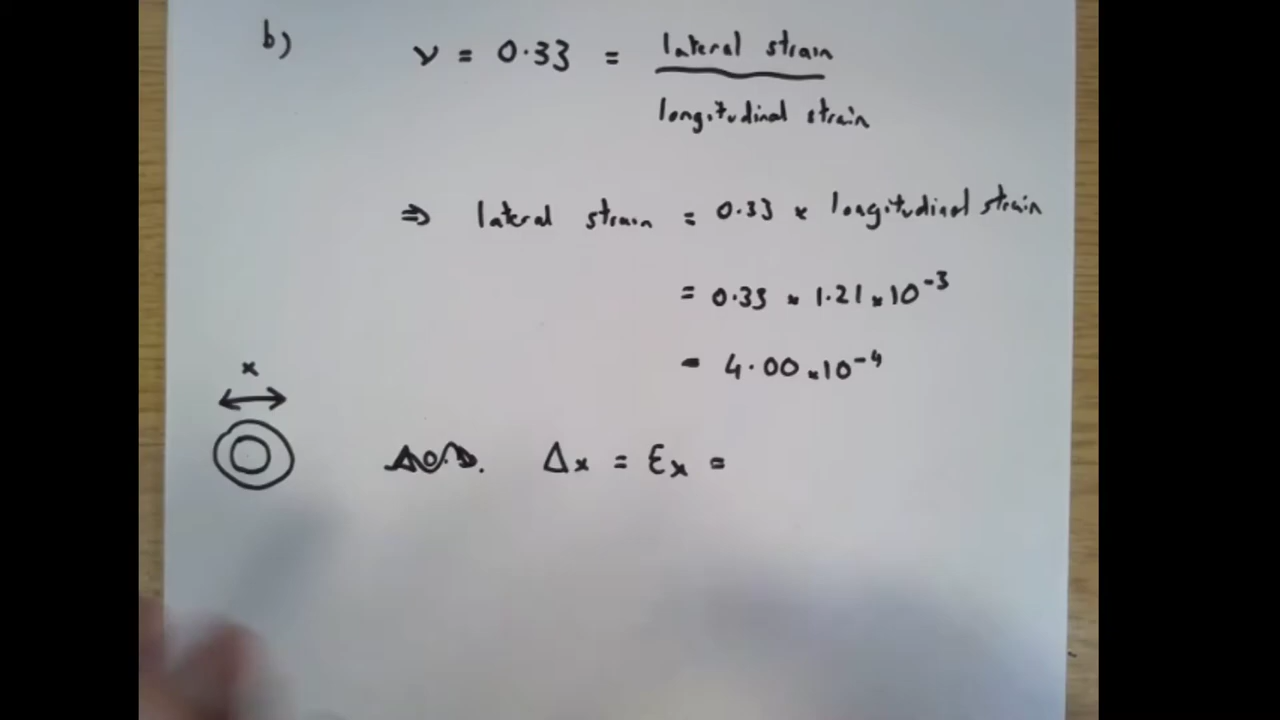 b) ν = 0.33 = lateral strain
longitudinal strain
⇒ lateral strain = 0.33 × longitudinal strain
= 0.33 × 1.21 × 10⁻³
= 4.00 × 10⁻⁴
x
Δx = εx =